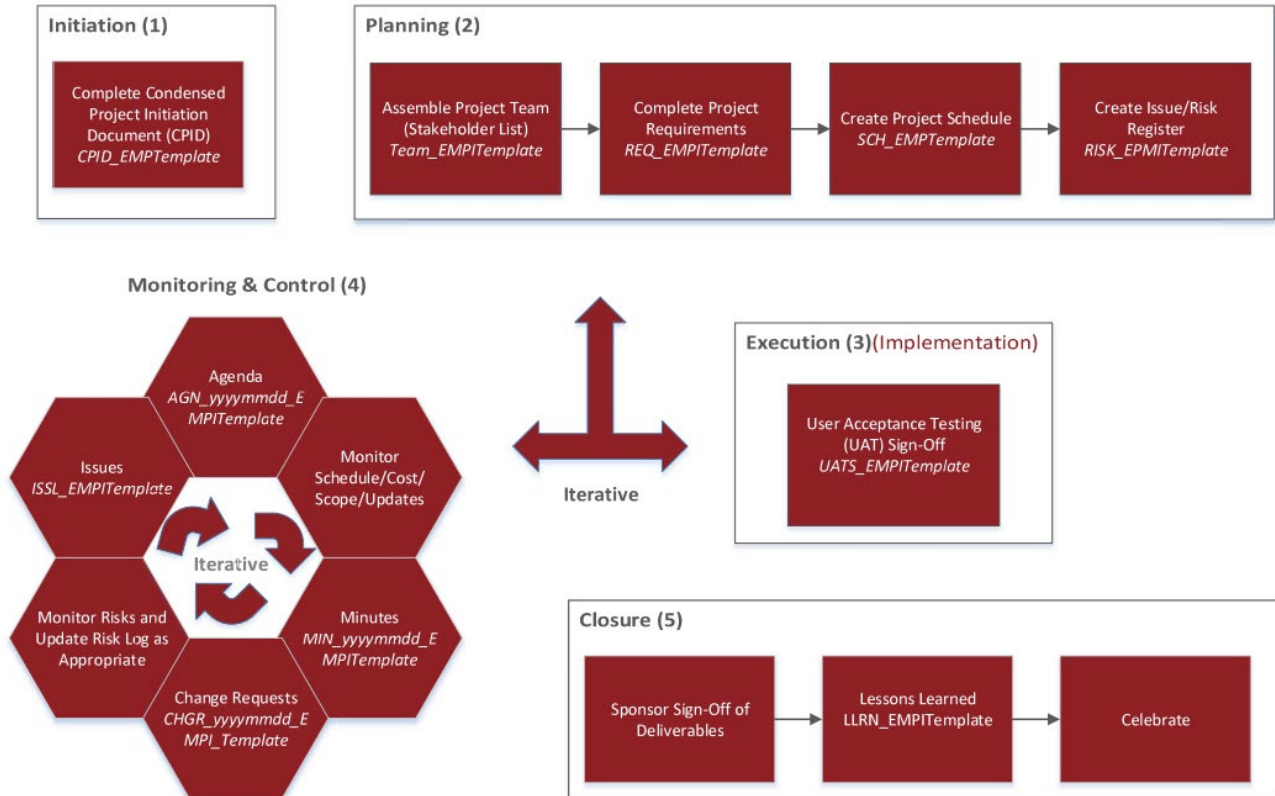 Initiation (1)
Complete Condensed
Project Initiation
Document (CPID)
CPID_EMPTemplate
Planning (2)
Assemble Project Team
(Stakeholder List)
Team_EMPITemplate
Complete Project
Requirements
REQ_EMPITemplate
Create Project Schedule
SCH_EMPTemplate
Create Issue/Risk
Register
RISK_EPMITemplate
Monitoring & Control (4)
Agenda
AGN_yyyymmdd_E
MPITemplate
Issues
ISSL_EMPITemplate
Monitor
Schedule/Cost/
Scope/Updates
Iterative
Monitor Risks and
Update Risk Log as
Appropriate
Minutes
MIN_yyyymmdd_E
MPITemplate
Change Requests
CHGR_yyyymmdd_E
MPI_Template
Iterative
Execution (3)(Implementation)
User Acceptance Testing
(UAT) Sign-Off
UATS_EMPITemplate
Closure (5)
Sponsor Sign-Off of
Deliverables
Lessons Learned
LLRN_EMPITemplate
Celebrate